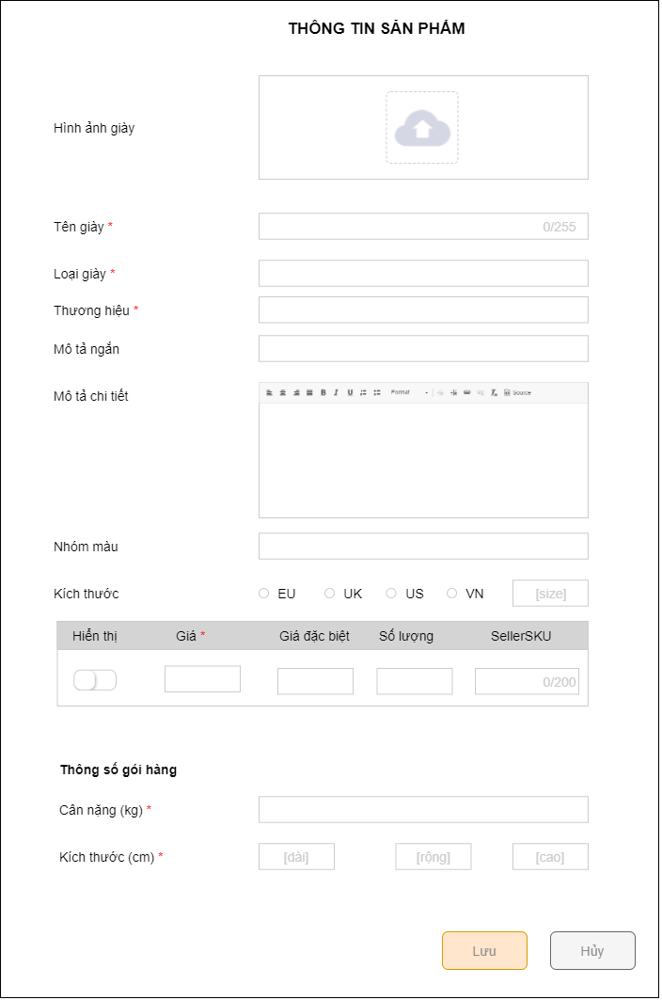 THÔNG TIN SẢN PHẨM
Hình ảnh giày
Tên giày * 0/255
Loại giày *
Thương hiệu *
Mô tả ngắn
Mô tả chi tiết
B I U Format Source
Nhóm màu
Kích thước EU UK US VN [size]
Hiển thị Giá * Giá đặc biệt Số lượng SellerSKU
0/200
Thông số gói hàng
Cân nặng (kg) *
Kích thước (cm) * [dài] [rộng] [cao]
Lưu Hủy